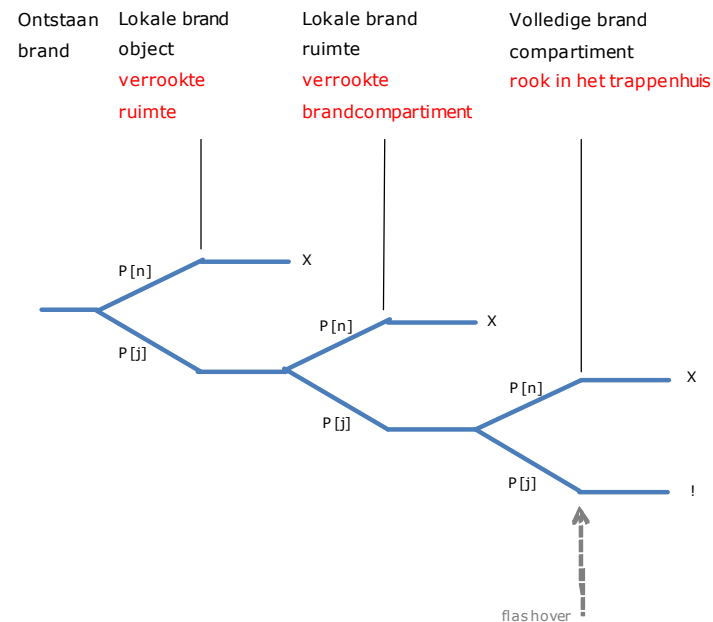 Ontstaan
brand
Lokale brand
object
verrookte
ruimte
Lokale brand
ruimte
verrookte
brandcompartiment
Volledige brand
compartiment
rook in het trappenhuis
P[n]
X
P[j]
P[n]
X
P[j]
P[n]
X
P[j]
!
flashover